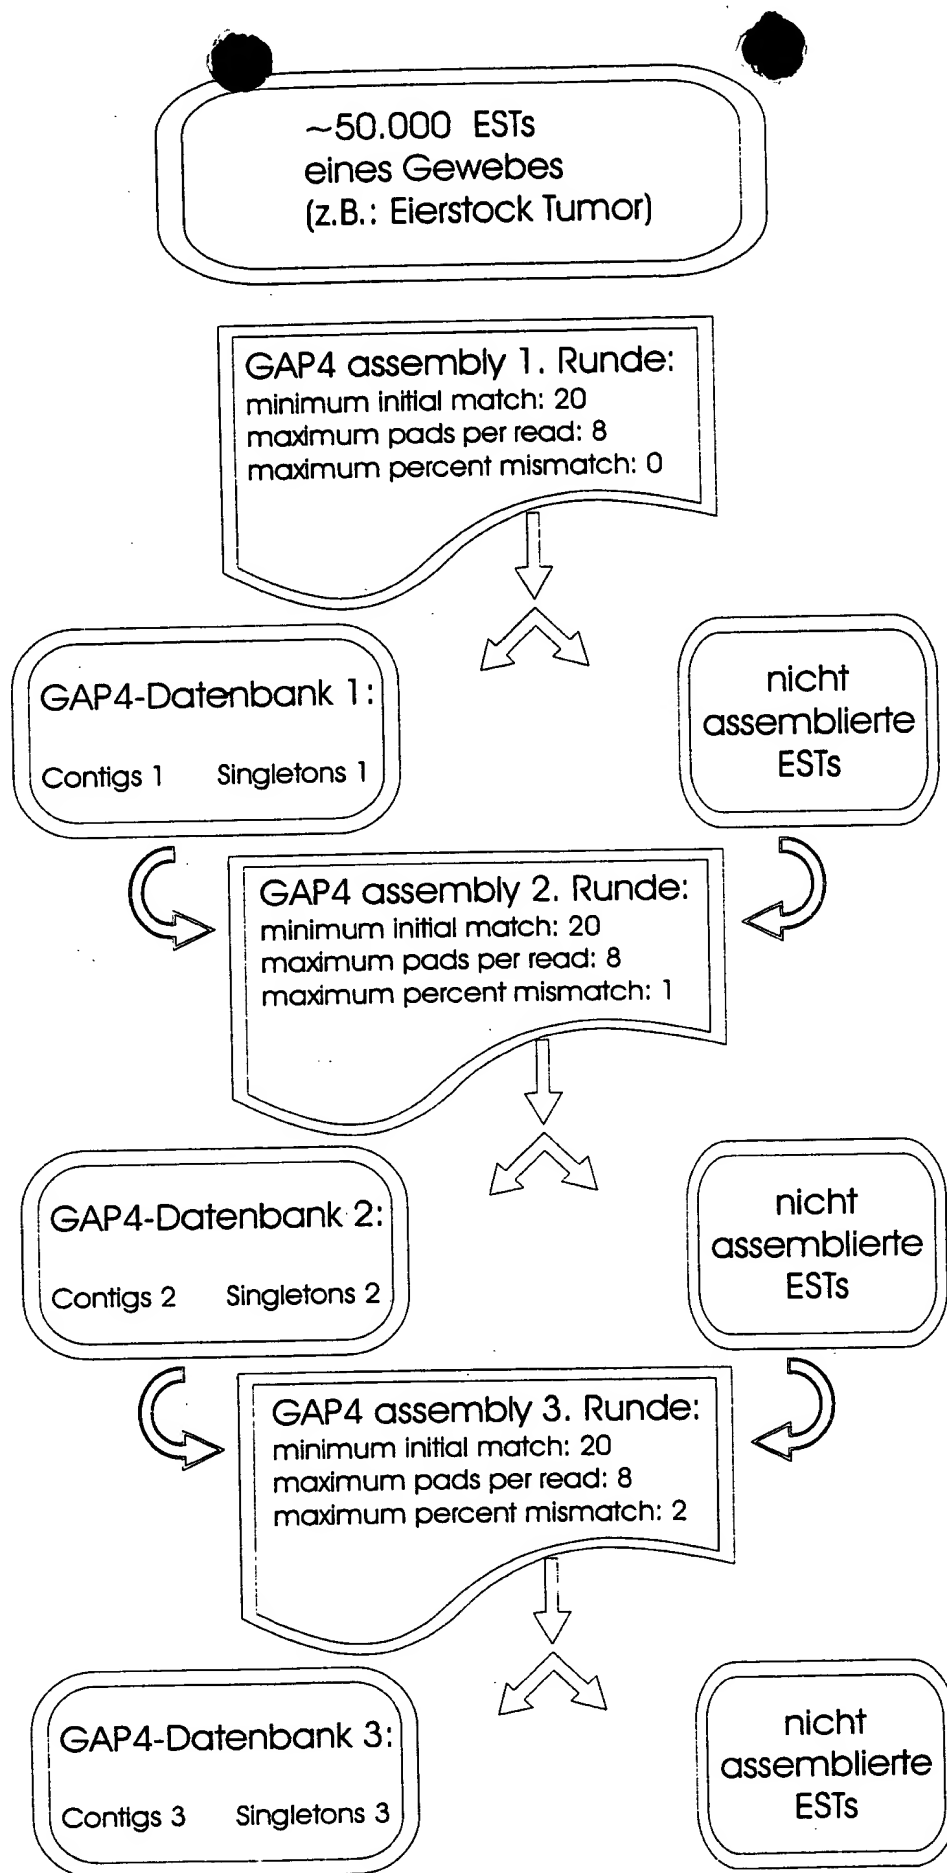 ~50.000 ESTs
eines Gewebes
(z.B.: Eierstock Tumor)
GAP4 assembly 1. Runde:
minimum initial match: 20
maximum pads per read: 8
maximum percent mismatch: 0
GAP4-Datenbank 1:
Contigs 1 Singletons 1
nicht
assemblierte
ESTs
GAP4 assembly 2. Runde:
minimum initial match: 20
maximum pads per read: 8
maximum percent mismatch: 1
GAP4-Datenbank 2:
Contigs 2 Singletons 2
nicht
assemblierte
ESTs
GAP4 assembly 3. Runde:
minimum initial match: 20
maximum pads per read: 8
maximum percent mismatch: 2
GAP4-Datenbank 3:
Contigs 3 Singletons 3
nicht
assemblierte
ESTs